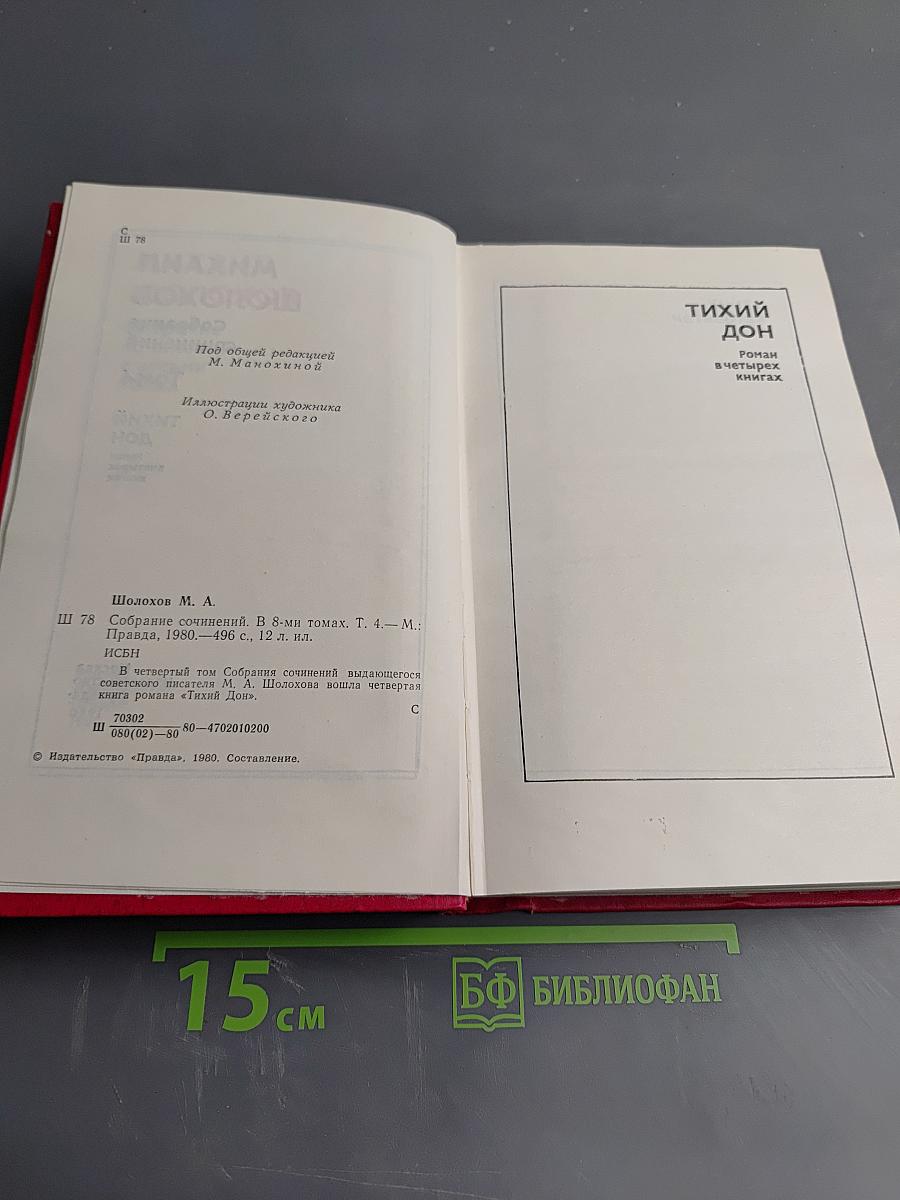 С
Ш 78
Под общей редакцией
М. Манохиной
Иллюстрации художника
О. Верейского
Шолохов М. А.
Ш 78 Собрание сочинений. В 8-ми томах. Т. 4.— М.:
Правда, 1980.—496 с., 12 л. ил.
ИСБН
В четвертый том Собрания сочинений выдающегося
советского писателя М. А. Шолохова вошла четвертая
книга романа «Тихий Дон».
С
Ш 70302
080(02)—80 80—4702010200
© Издательство «Правда», 1980. Составление.
ТИХИЙ
ДОН
Роман
в четырех
книгах
15 см
БФ БИБЛИОФАН